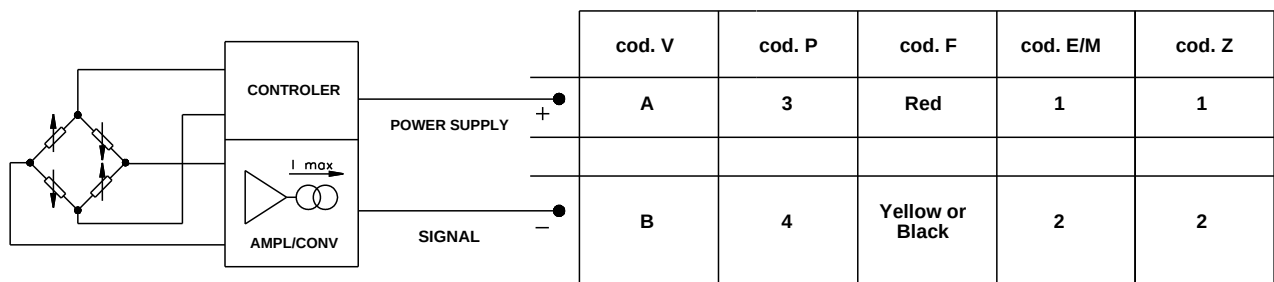 cod. V cod. P cod. F cod. E/M cod. Z
CONTROLER
A 3 Red 1 1
+
POWER SUPPLY
I max
B 4 Yellow or Black 2 2
−
SIGNAL
AMPL/CONV